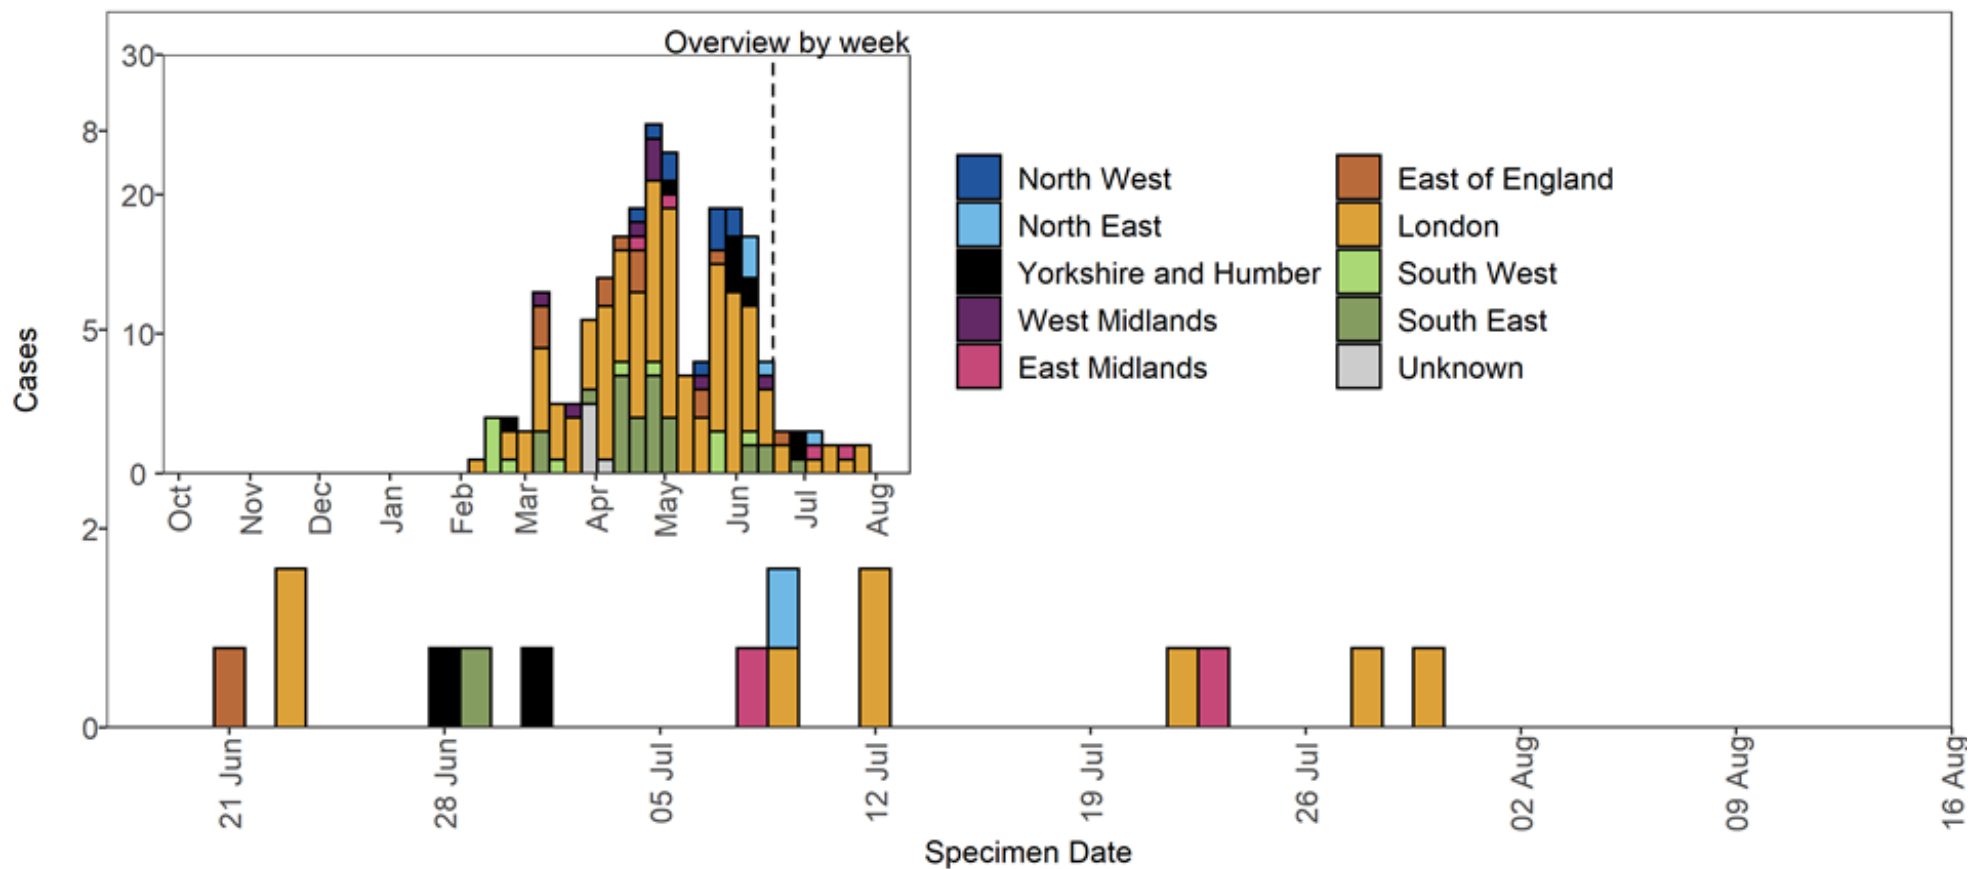 Overview by week
30
20
10
0
Oct
Nov
Dec
Jan
Feb
Mar
Apr
May
Jun
Jul
Aug
8
5
2
0
Cases
North West
North East
Yorkshire and Humber
West Midlands
East Midlands
East of England
London
South West
South East
Unknown
21 Jun
28 Jun
05 Jul
12 Jul
19 Jul
26 Jul
02 Aug
09 Aug
16 Aug
Specimen Date